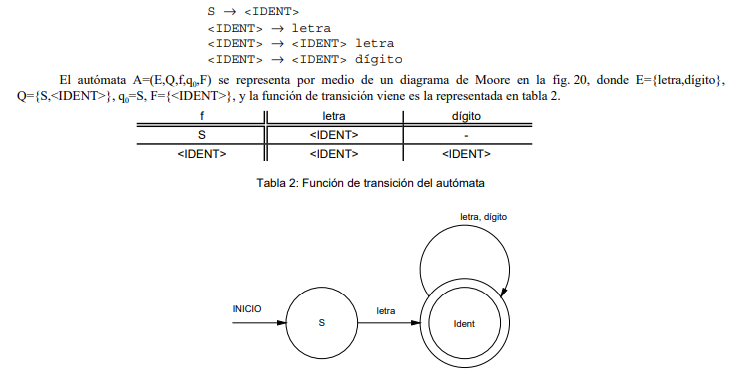 S → <IDENT>
<IDENT> → letra
<IDENT> → <IDENT> letra
<IDENT> → <IDENT> dígito
El autómata A=(E,Q,f,q₀,F) se representa por medio de un diagrama de Moore en la fig. 20, donde E={letra,dígito},
Q={S,<IDENT>}, q₀=S, F={<IDENT>}, y la función de transición viene es la representada en tabla 2.
f letra dígito
S <IDENT> -
<IDENT> <IDENT> <IDENT>
Tabla 2: Función de transición del autómata
letra, dígito
INICIO
letra
S
Ident